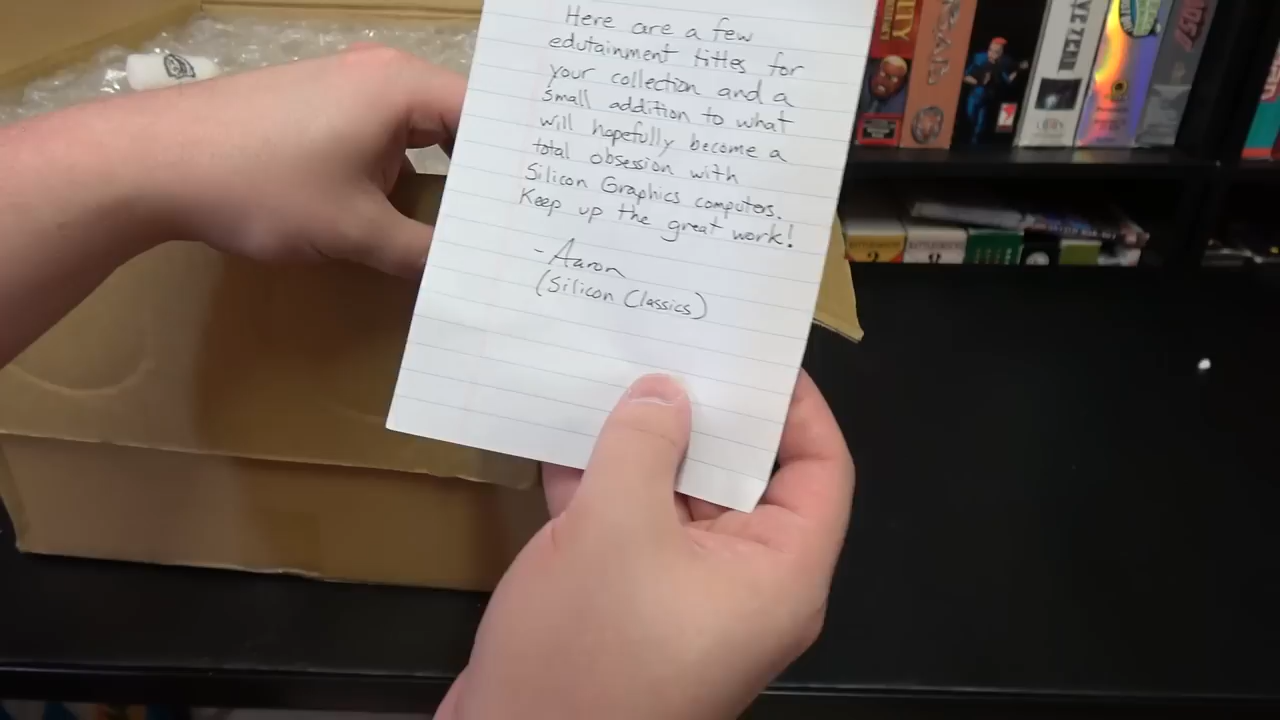 Here are a few
edutainment titles for
your collection and a
small addition to what
will hopefully become a
total obsession with
Silicon Graphics computers.
Keep up the great work!
- Aaron
(Silicon Classics)